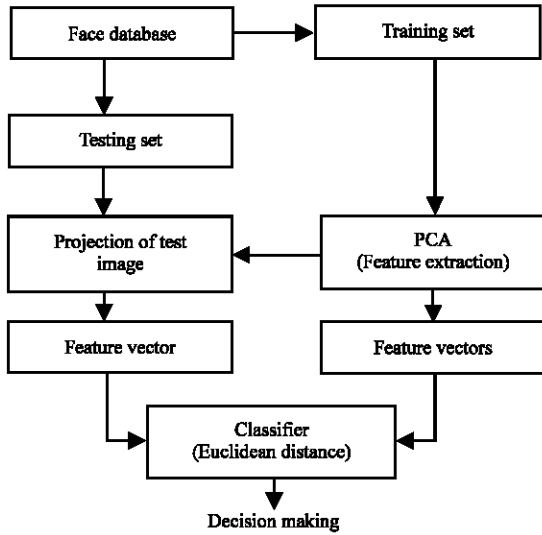 Face database
Training set
Testing set
Projection of test
image
PCA
(Feature extraction)
Feature vector
Feature vectors
Classifier
(Euclidean distance)
Decision making